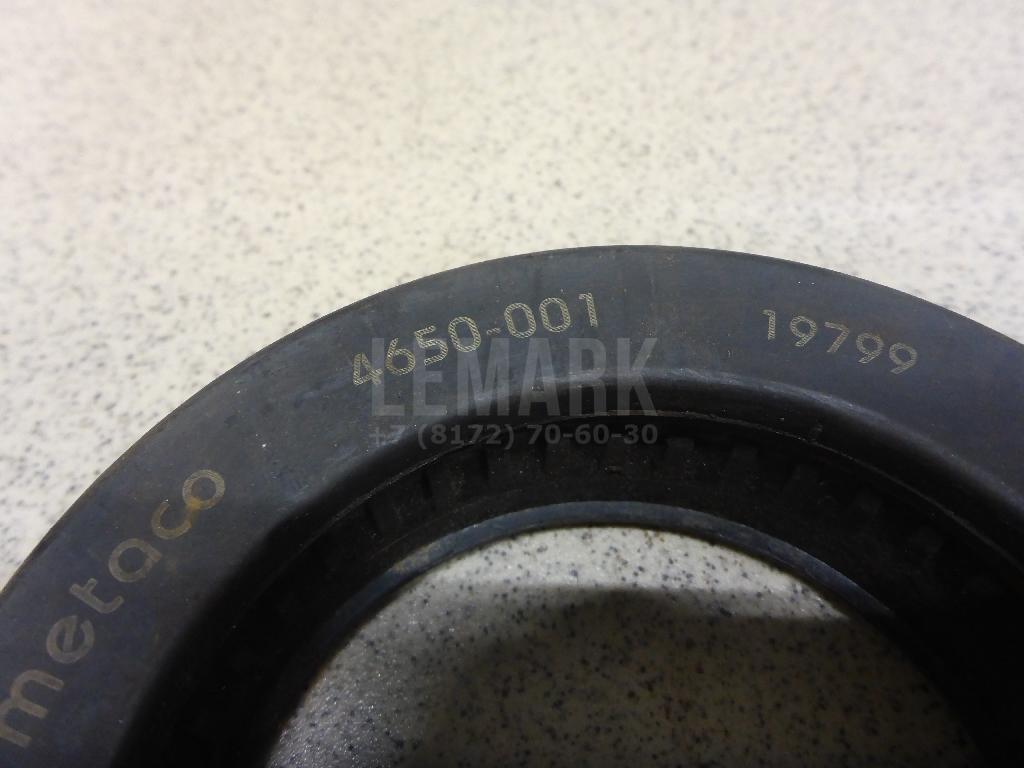 4650-001
19799
metaco
LEMARK
+7 (8172) 70-60-30